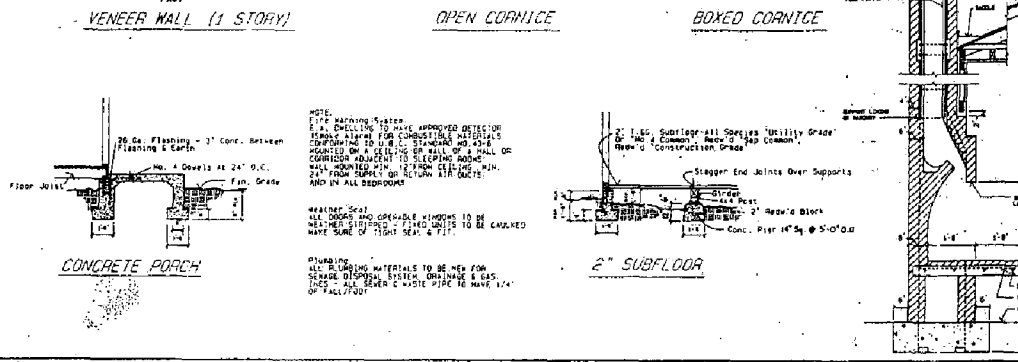 VENEER WALL (1 STORY)
OPEN CORNICE
BOXED CORNICE
26 Ga. Flashing - 3" Conc. Between
Flashing & Earth
No. 4 Dowels At 24" O.C.
Floor Joist
Fin. Grade
CONCRETE PORCH
NOTE:
Fire Warning System
E.A. DWELLING TO HAVE APPROVED DETECTOR
(Smoke Alarm) FOR COMBUSTIBLE MATERIALS
CONFORMING TO U.B.C. STANDARD NO. 43-6
MOUNTED ON A CEILING OR WALL OF A HALL OR
CORRIDOR ADJACENT TO SLEEPING ROOMS
WALL MOUNTED MIN. 12" FROM CEILING, MIN.
24" FROM SUPPLY OR RETURN AIR DUCTS.
AND IN ALL BEDROOMS
Weather Seal
ALL DOORS AND OPERABLE WINDOWS TO BE
WEATHER STRIPPED - FIXED UNITS TO BE CAULKED
MAKE SURE OF TIGHT SEAL & FIT.
Plumbing
ALL PLUMBING MATERIALS TO BE NEW FOR
SEWAGE DISPOSAL SYSTEM, DRAINAGE & GAS
LINES - ALL SEWER & WASTE PIPE TO HAVE 1/4"
OF FALL/FOOT
2" T.&G. Subfloor-All Species "Utility Grade"
Or "No 4 Common", Redw'd "Sap Common",
Redw'd "Construction Grade"
Stagger End Joints Over Supports
Girder
4x4 Post
2" Redw'd Block
Conc. Pier 14" Sq. @ 5'-0" O.C.
2" SUBFLOOR
SADDLE